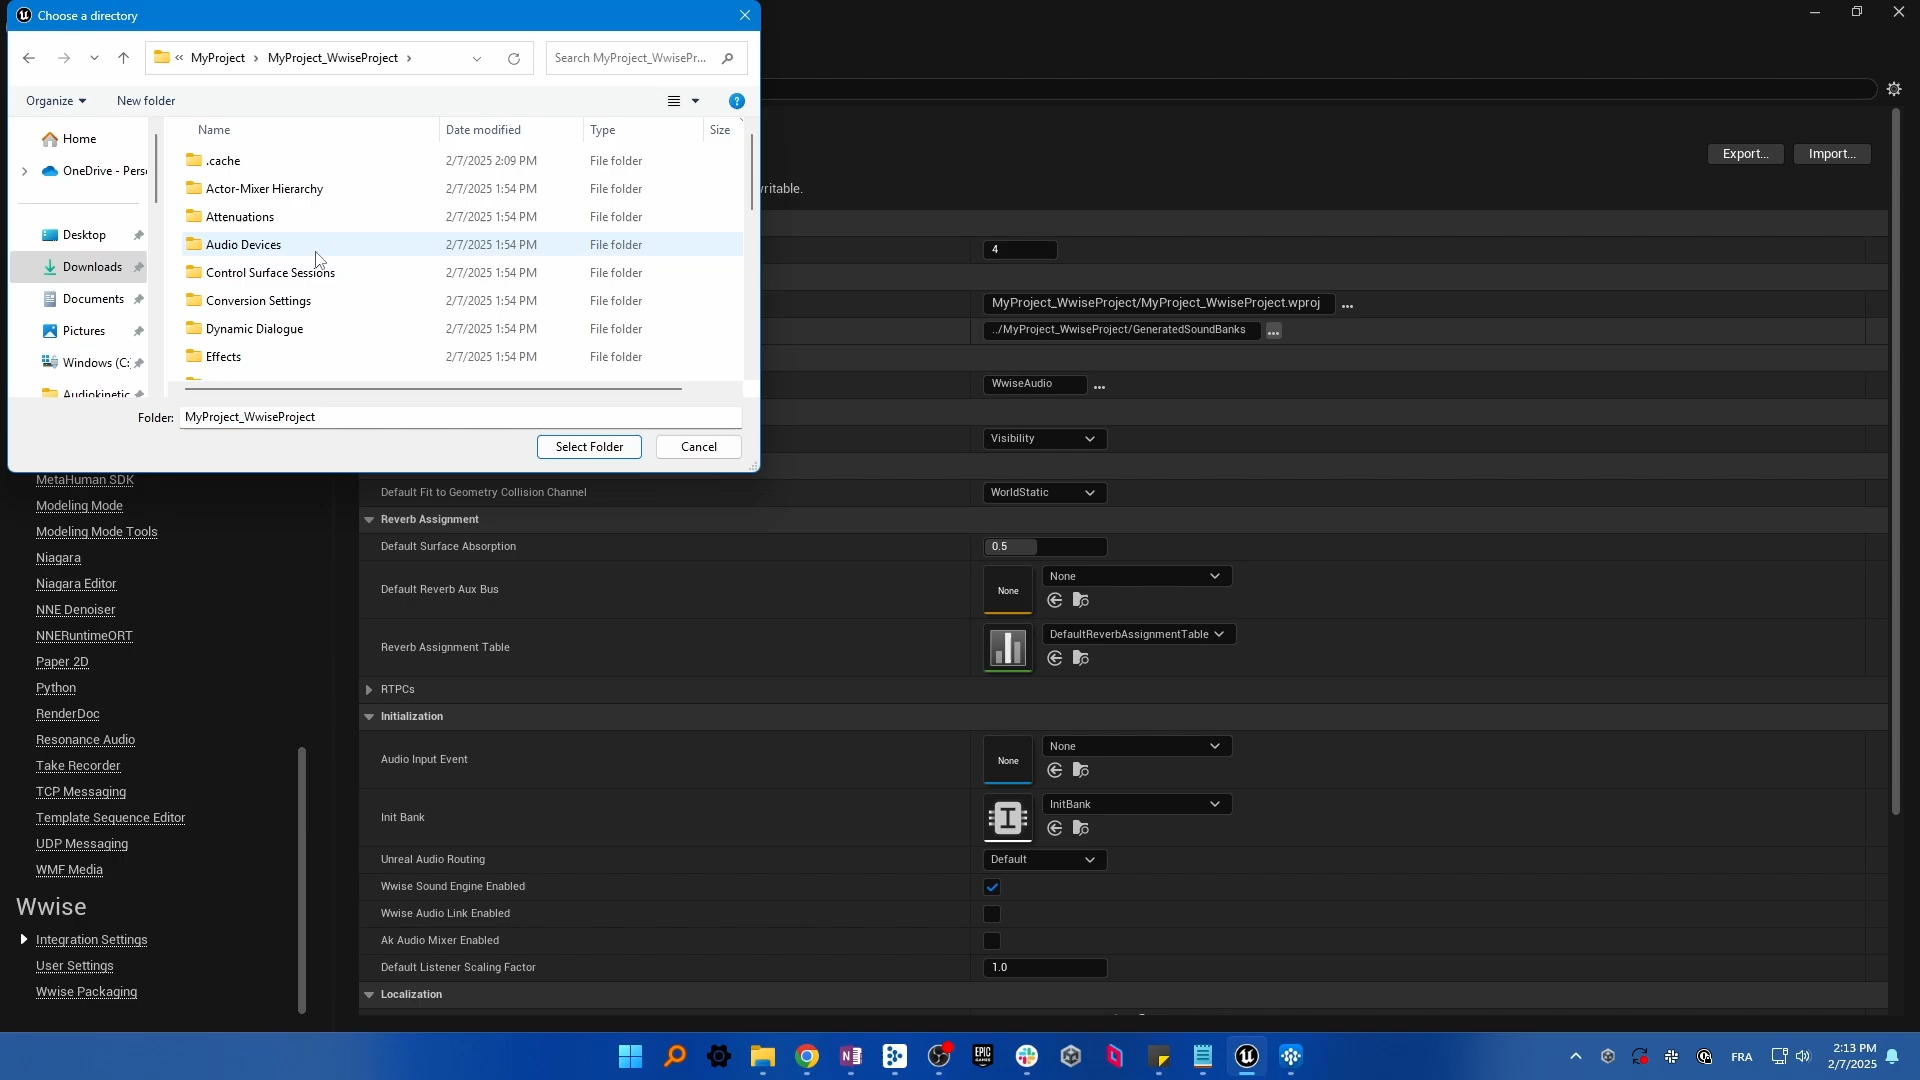 Choose a directory
« MyProject > MyProject_WwiseProject >
Search MyProject_WwisePr...
Organize
New folder
Name
Date modified
Type
Size
Home
OneDrive - Pers
Desktop
Downloads
Documents
Pictures
Windows (C:
Audiokinetic
.cache 2/7/2025 2:09 PM File folder
Actor-Mixer Hierarchy 2/7/2025 1:54 PM File folder
Attenuations 2/7/2025 1:54 PM File folder
Audio Devices 2/7/2025 1:54 PM File folder
Control Surface Sessions 2/7/2025 1:54 PM File folder
Conversion Settings 2/7/2025 1:54 PM File folder
Dynamic Dialogue 2/7/2025 1:54 PM File folder
Effects 2/7/2025 1:54 PM File folder
Folder: MyProject_WwiseProject
Select Folder
Cancel
Export...
Import...
writable.
4
MyProject_WwiseProject/MyProject_WwiseProject.wproj ...
../MyProject_WwiseProject/GeneratedSoundBanks ...
WwiseAudio ...
Visibility
Default Fit to Geometry Collision Channel WorldStatic
Reverb Assignment
Default Surface Absorption 0.5
Default Reverb Aux Bus None None
Reverb Assignment Table DefaultReverbAssignmentTable
RTPCs
Initialization
Audio Input Event None None
Init Bank InitBank
Unreal Audio Routing Default
Wwise Sound Engine Enabled
Wwise Audio Link Enabled
Ak Audio Mixer Enabled
Default Listener Scaling Factor 1.0
Localization
MetaHuman SDK
Modeling Mode
Modeling Mode Tools
Niagara
Niagara Editor
NNE Denoiser
NNERuntimeORT
Paper 2D
Python
RenderDoc
Resonance Audio
Take Recorder
TCP Messaging
Template Sequence Editor
UDP Messaging
WMF Media
Wwise
Integration Settings
User Settings
Wwise Packaging
EPIC GAMES
FRA
2:13 PM
2/7/2025